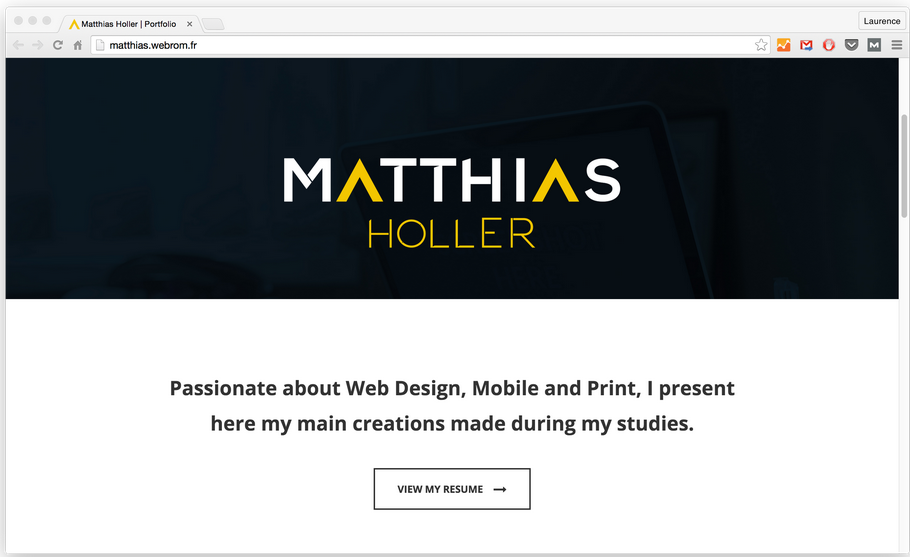 Matthias Holler | Portfolio
Laurence
matthias.webrom.fr
MATTHIAS
HOLLER
Passionate about Web Design, Mobile and Print, I present
here my main creations made during my studies.
VIEW MY RESUME